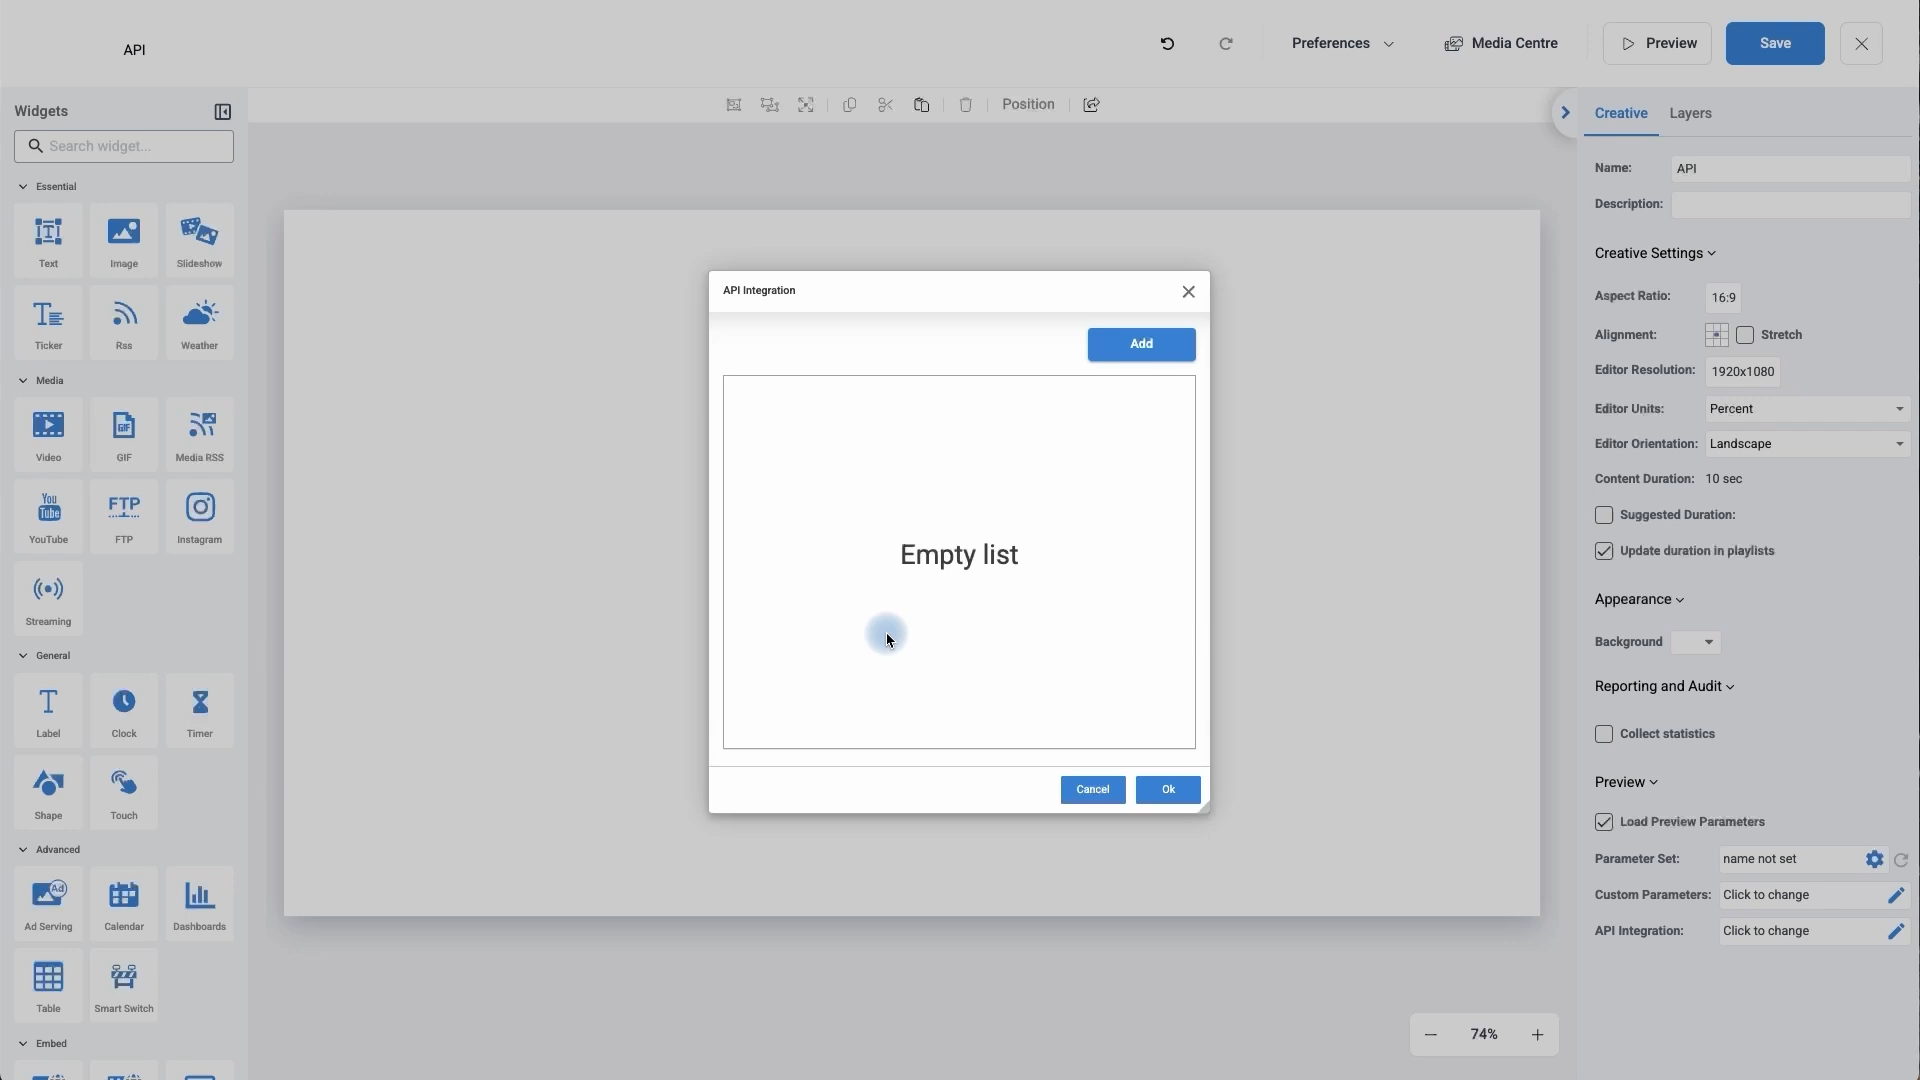 API
Preferences
Media Centre
Preview
Save
Widgets
Search widget...
Position
Creative
Layers
Essential
Text
Image
Slideshow
Ticker
Rss
Weather
Media
Video
GIF
GIF
Media RSS
You
Tube
YouTube
FTP
FTP
Instagram
Streaming
General
Label
Clock
Timer
Shape
Touch
Advanced
Ad
Ad Serving
Calendar
Dashboards
Table
Smart Switch
Embed
API Integration
Add
Empty list
Cancel
Ok
74%
Name:
API
Description:
Creative Settings
Aspect Ratio:
16:9
Alignment:
Stretch
Editor Resolution:
1920x1080
Editor Units:
Percent
Editor Orientation:
Landscape
Content Duration:
10 sec
Suggested Duration:
Update duration in playlists
Appearance
Background
Reporting and Audit
Collect statistics
Preview
Load Preview Parameters
Parameter Set:
name not set
Custom Parameters:
Click to change
API Integration:
Click to change